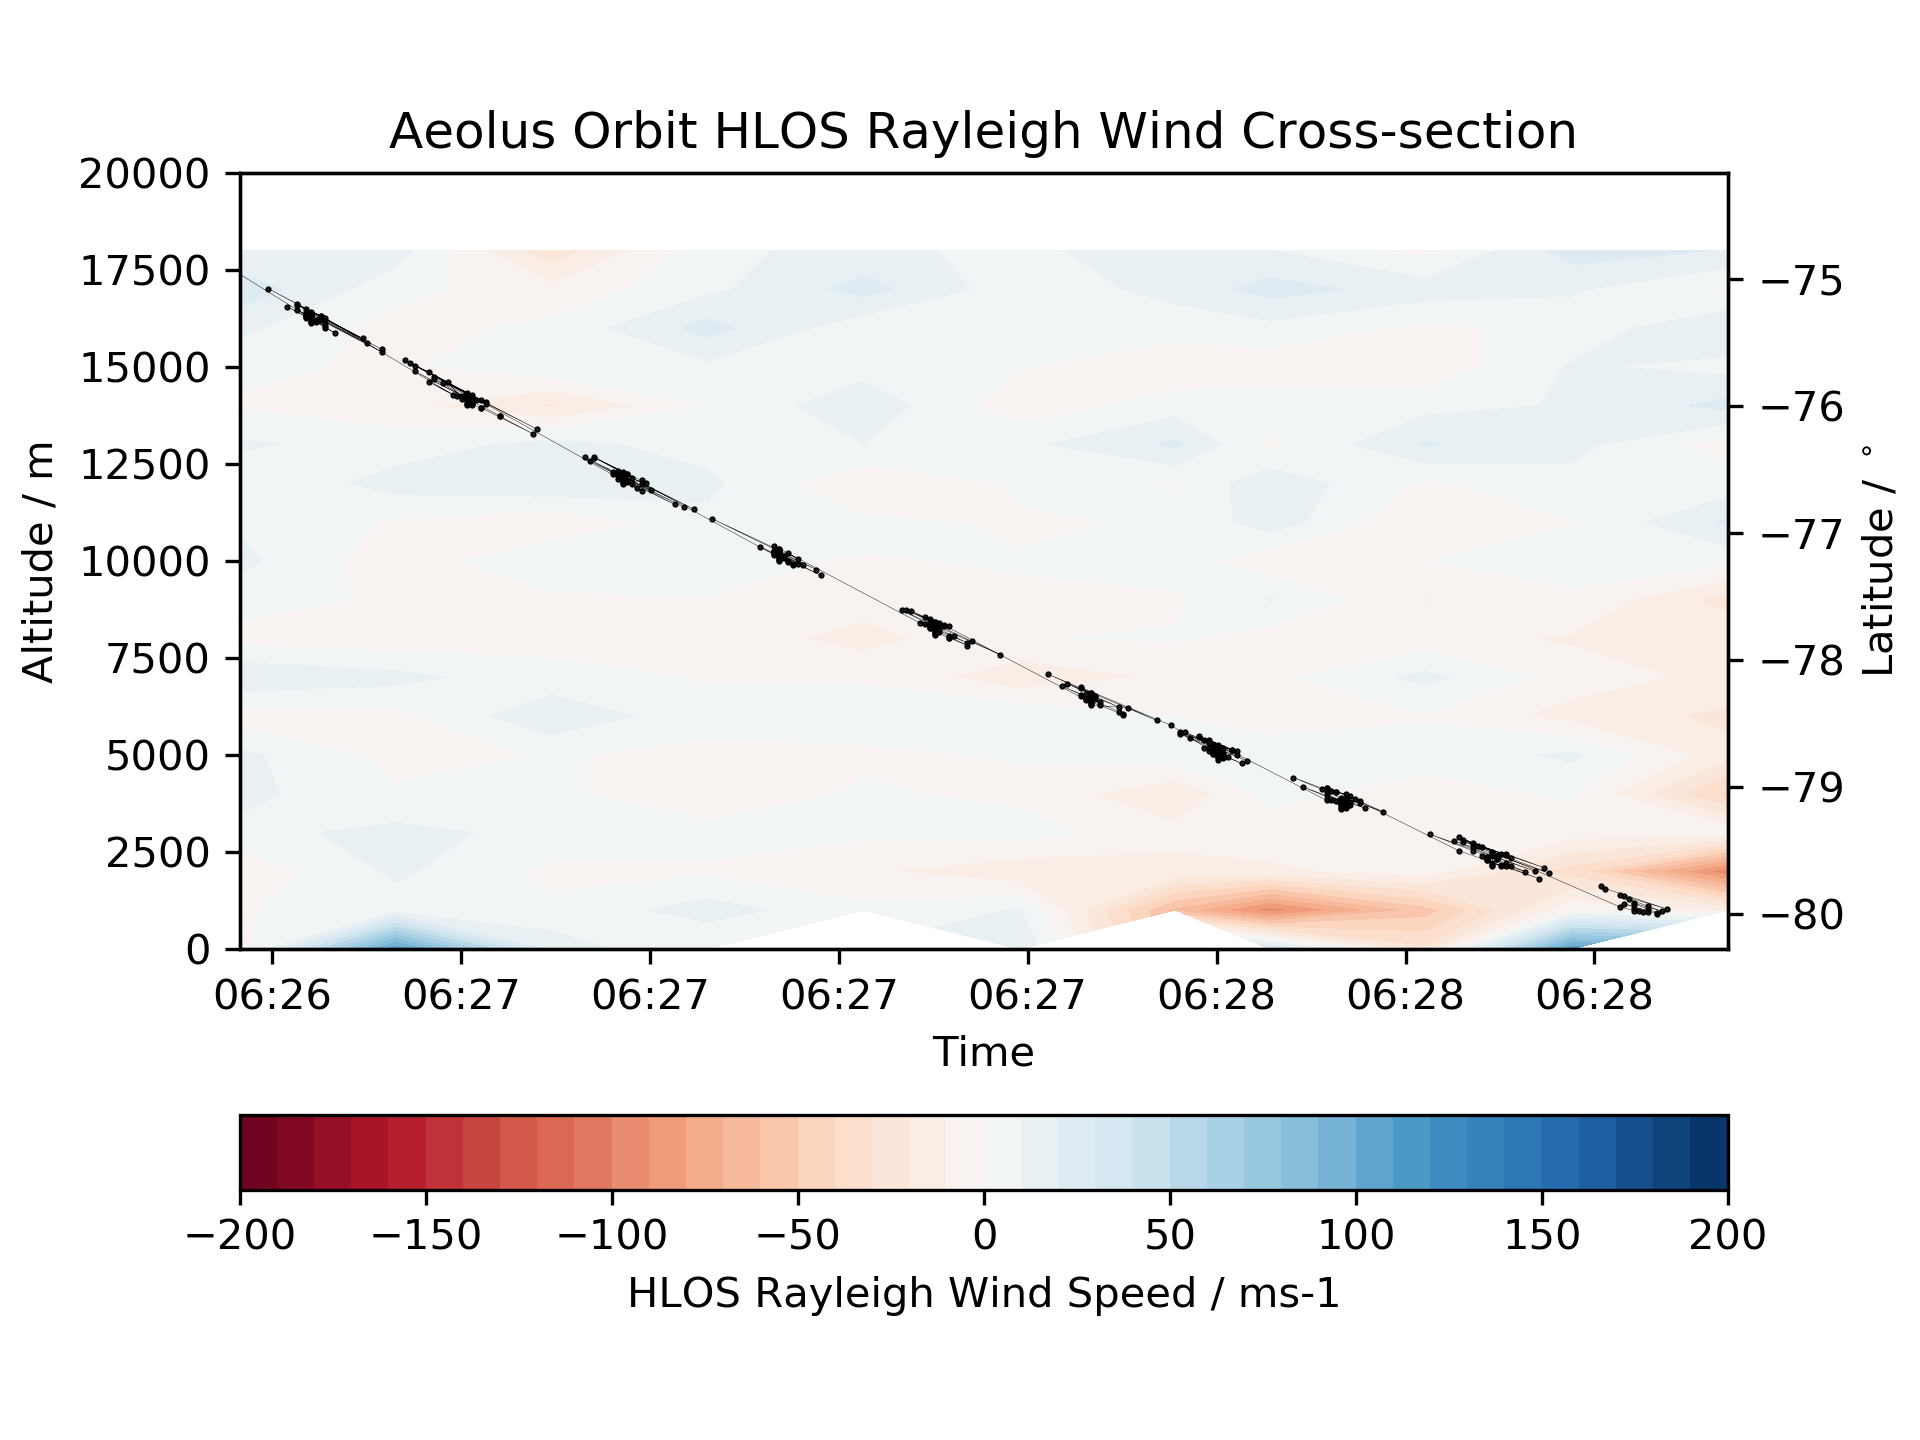 Aeolus Orbit HLOS Rayleigh Wind Cross-section
20000
17500
15000
12500
10000
7500
5000
2500
0
Altitude / m
−75
−76
−77
−78
−79
−80
Latitude / °
06:26 06:27 06:27 06:27 06:27 06:28 06:28 06:28
Time
−200 −150 −100 −50 0 50 100 150 200
HLOS Rayleigh Wind Speed / ms-1